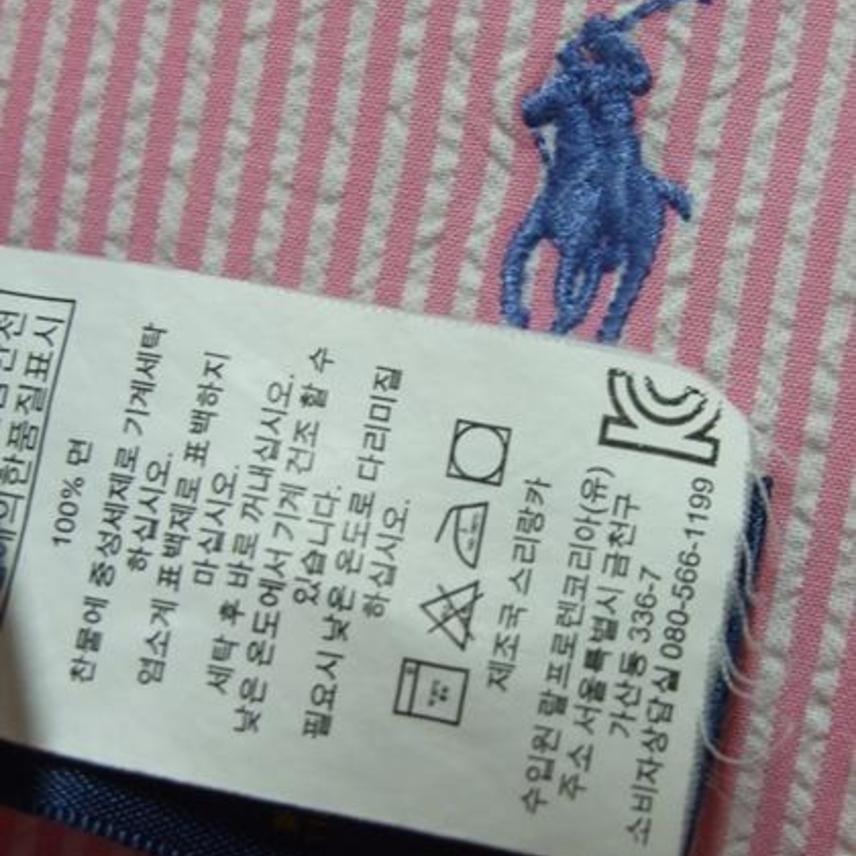 의한품질표시
100% 면
찬물에 중성세제로 기계세탁
하십시오.
염소계 표백제로 표백하지
마십시오.
세탁 후 바로 꺼내십시오.
낮은 온도에서 기계 건조 할 수
있습니다.
필요시 낮은 온도로 다리미질
하십시오.
제조국 스리랑카
수입원 랄프로렌코리아(유)
주소 서울특별시 금천구
가산동 336-7
소비자상담실 080-566-1199